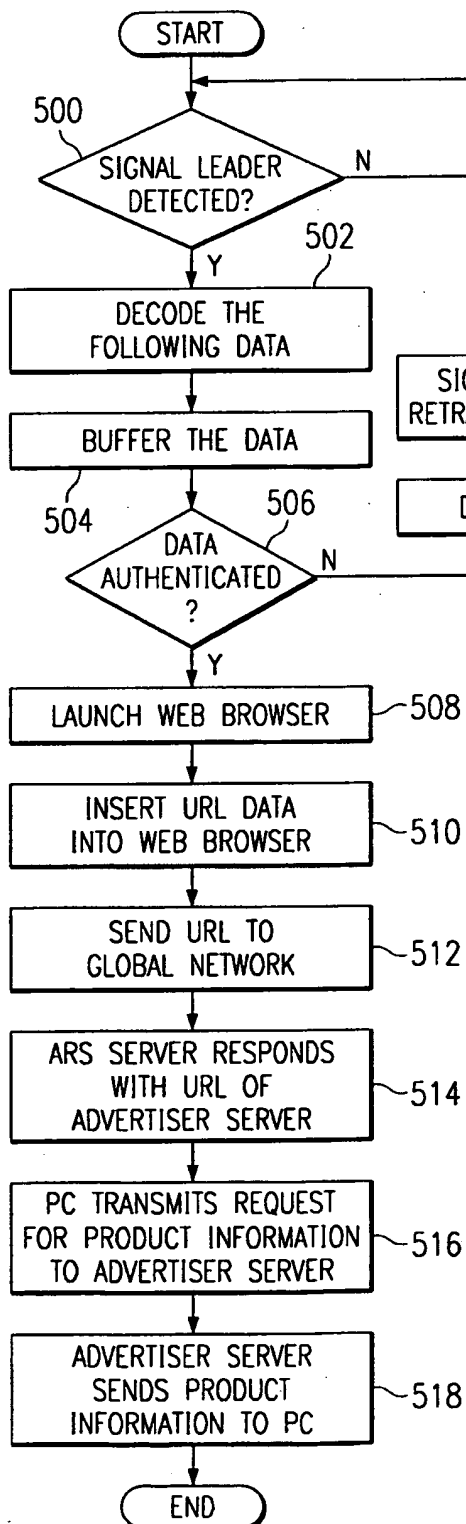 START
500
SIGNAL LEADER
DETECTED?
N
Y
502
DECODE THE
FOLLOWING DATA
BUFFER THE DATA
504
506
DATA
AUTHENTICATED
?
N
Y
LAUNCH WEB BROWSER
508
INSERT URL DATA
INTO WEB BROWSER
510
SEND URL TO
GLOBAL NETWORK
512
ARS SERVER RESPONDS
WITH URL OF
ADVERTISER SERVER
514
PC TRANSMITS REQUEST
FOR PRODUCT INFORMATION
TO ADVERTISER SERVER
516
ADVERTISER SERVER
SENDS PRODUCT
INFORMATION TO PC
518
END